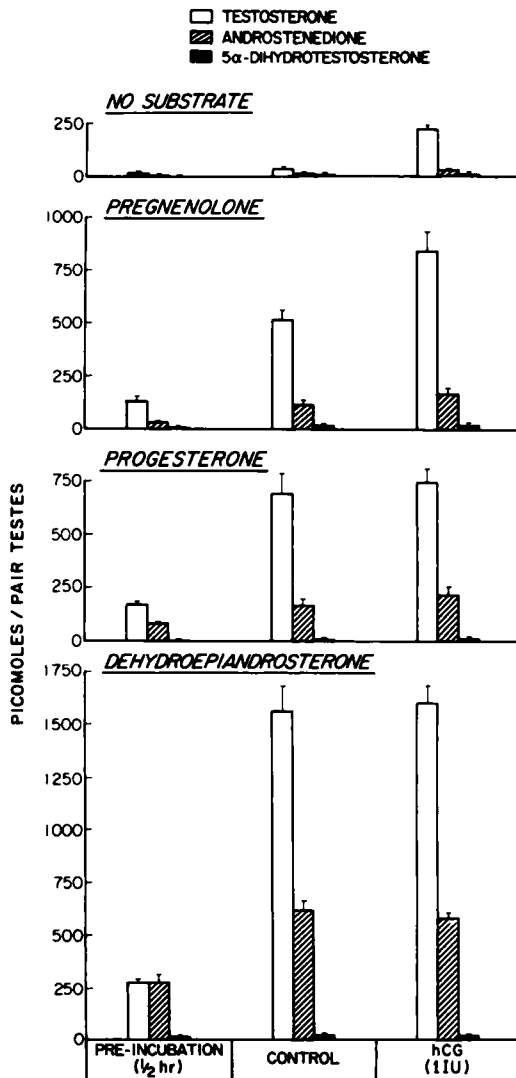 TESTOSTERONE
ANDROSTENEDIONE
5α-DIHYDROTESTOSTERONE
NO SUBSTRATE
250
0
PREGNENOLONE
1000
750
500
250
0
PROGESTERONE
750
500
250
0
DEHYDROEPIANDROSTERONE
1750
1500
1250
1000
750
500
250
0
PICOMOLES / PAIR TESTES
PRE-INCUBATION
(½ hr)
CONTROL
hCG
(1IU)